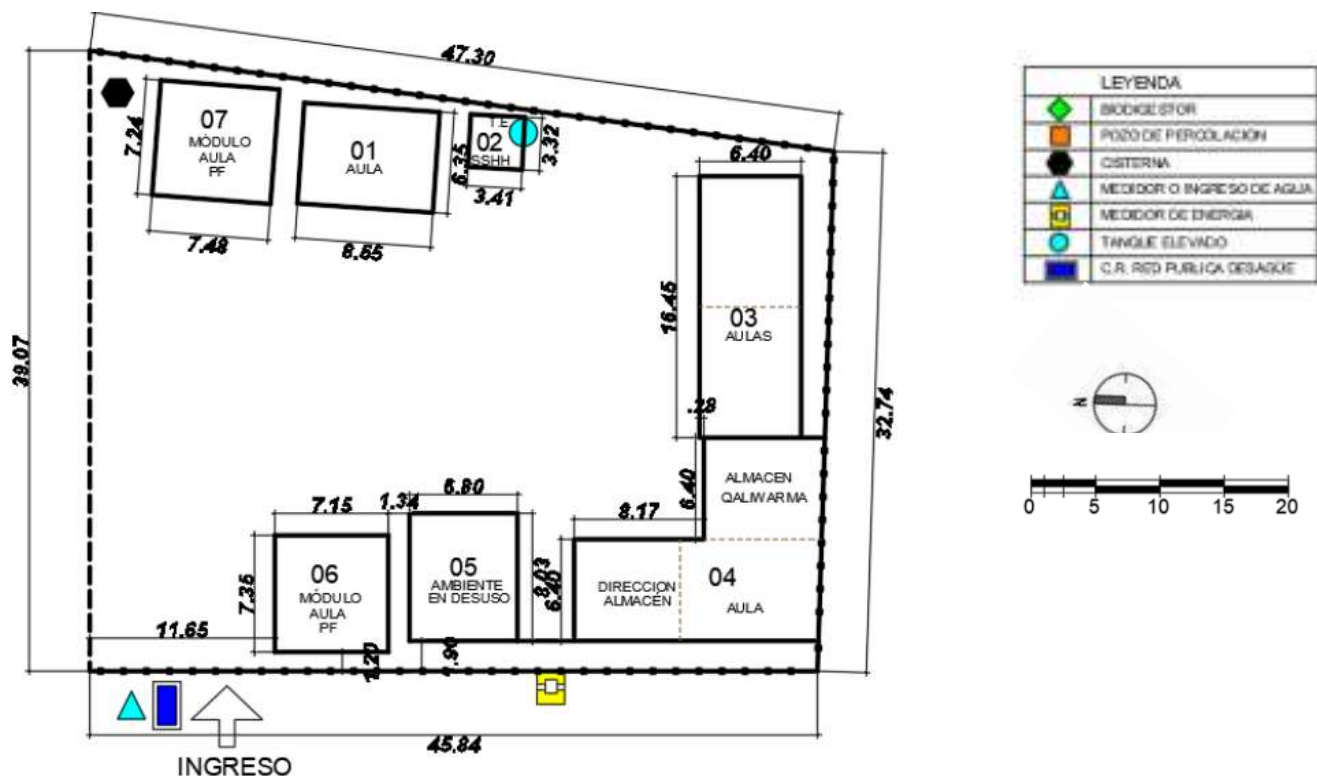 47.30
39.07
7.24
07
MÓDULO
AULA
PF
7.48
01
AULA
6.35
8.65
T.E.
02
SSHH
3.32
3.41
6.40
16.45
03
AULAS
32.74
.28
6.40
ALMACEN
QALIWARMA
8.17
7.15
1.34
6.80
7.35
06
MÓDULO
AULA
PF
05
AMBIENTE
EN DESUSO
8.03
6.40
DIRECCION
ALMACÉN
04
AULA
11.65
1.20
1.90
45.84
INGRESO
LEYENDA
BIODIGESTOR
POZO DE PERCOLACION
CISTERNA
MEDIDOR O INGRESO DE AGUA
MEDIDOR DE ENERGIA
TANQUE ELEVADO
C.R. RED PUBLICA DESAGÜE
N
0 5 10 15 20